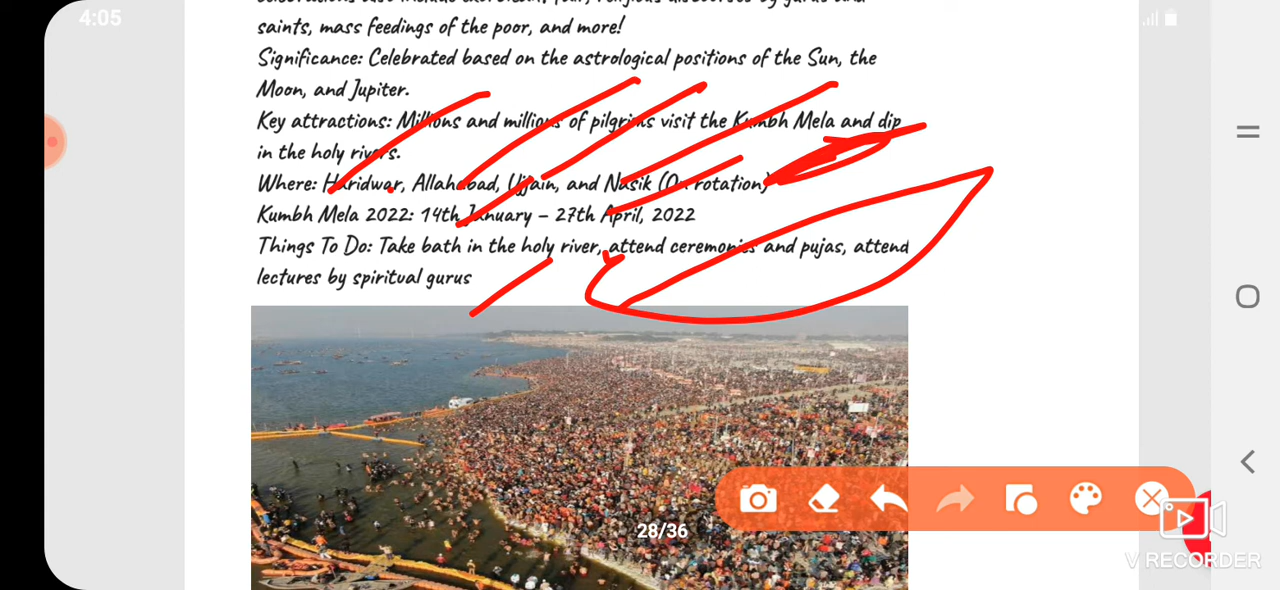 4:05
saints, mass feedings of the poor, and more!
Significance: Celebrated based on the astrological positions of the Sun, the
Moon, and Jupiter.
Key attractions: Millions and millions of pilgrims visit the Kumbh Mela and dip
in the holy rivers.
Where: Haridwar, Allahabad, Ujjain, and Nasik (On rotation)
Kumbh Mela 2022: 14th January – 27th April, 2022
Things To Do: Take bath in the holy river, attend ceremonies and pujas, attend
lectures by spiritual gurus
28/36
V RECORDER